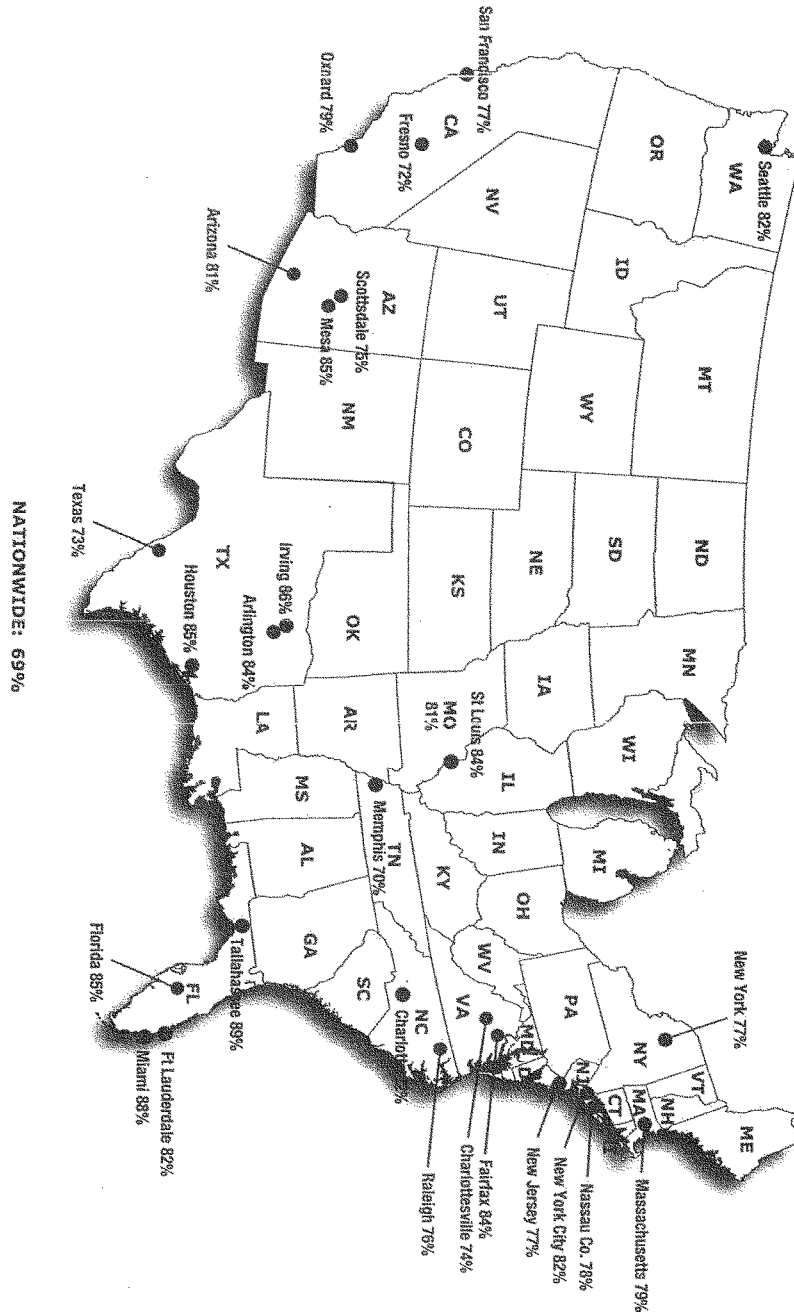 Seattle 82%
WA
OR
ID
MT
ND
MN
SD
WY
NE
IA
WI
MI
IL
IN
OH
PA
NY
VT
NH
ME
MA
CT
NJ
New York 77%
Massachusetts 79%
Nassau Co. 78%
New York City 82%
New Jersey 77%
Fairfax 84%
Charlottesville 74%
Raleigh 76%
San Francisco 77%
CA
Fresno 72%
Oxnard 79%
NV
UT
CO
KS
MO
81%
St Louis 84%
KY
WV
VA
MD
Arizona 81%
AZ
Scottsdale 75%
Mesa 85%
NM
OK
AR
TN
Memphis 70%
NC
SC
Texas 73%
TX
Irving 86%
Arlington 84%
Houston 85%
LA
MS
AL
GA
Tallahassee 89%
FL
Florida 85%
Ft Lauderdale 82%
Miami 88%
NATIONWIDE: 69%